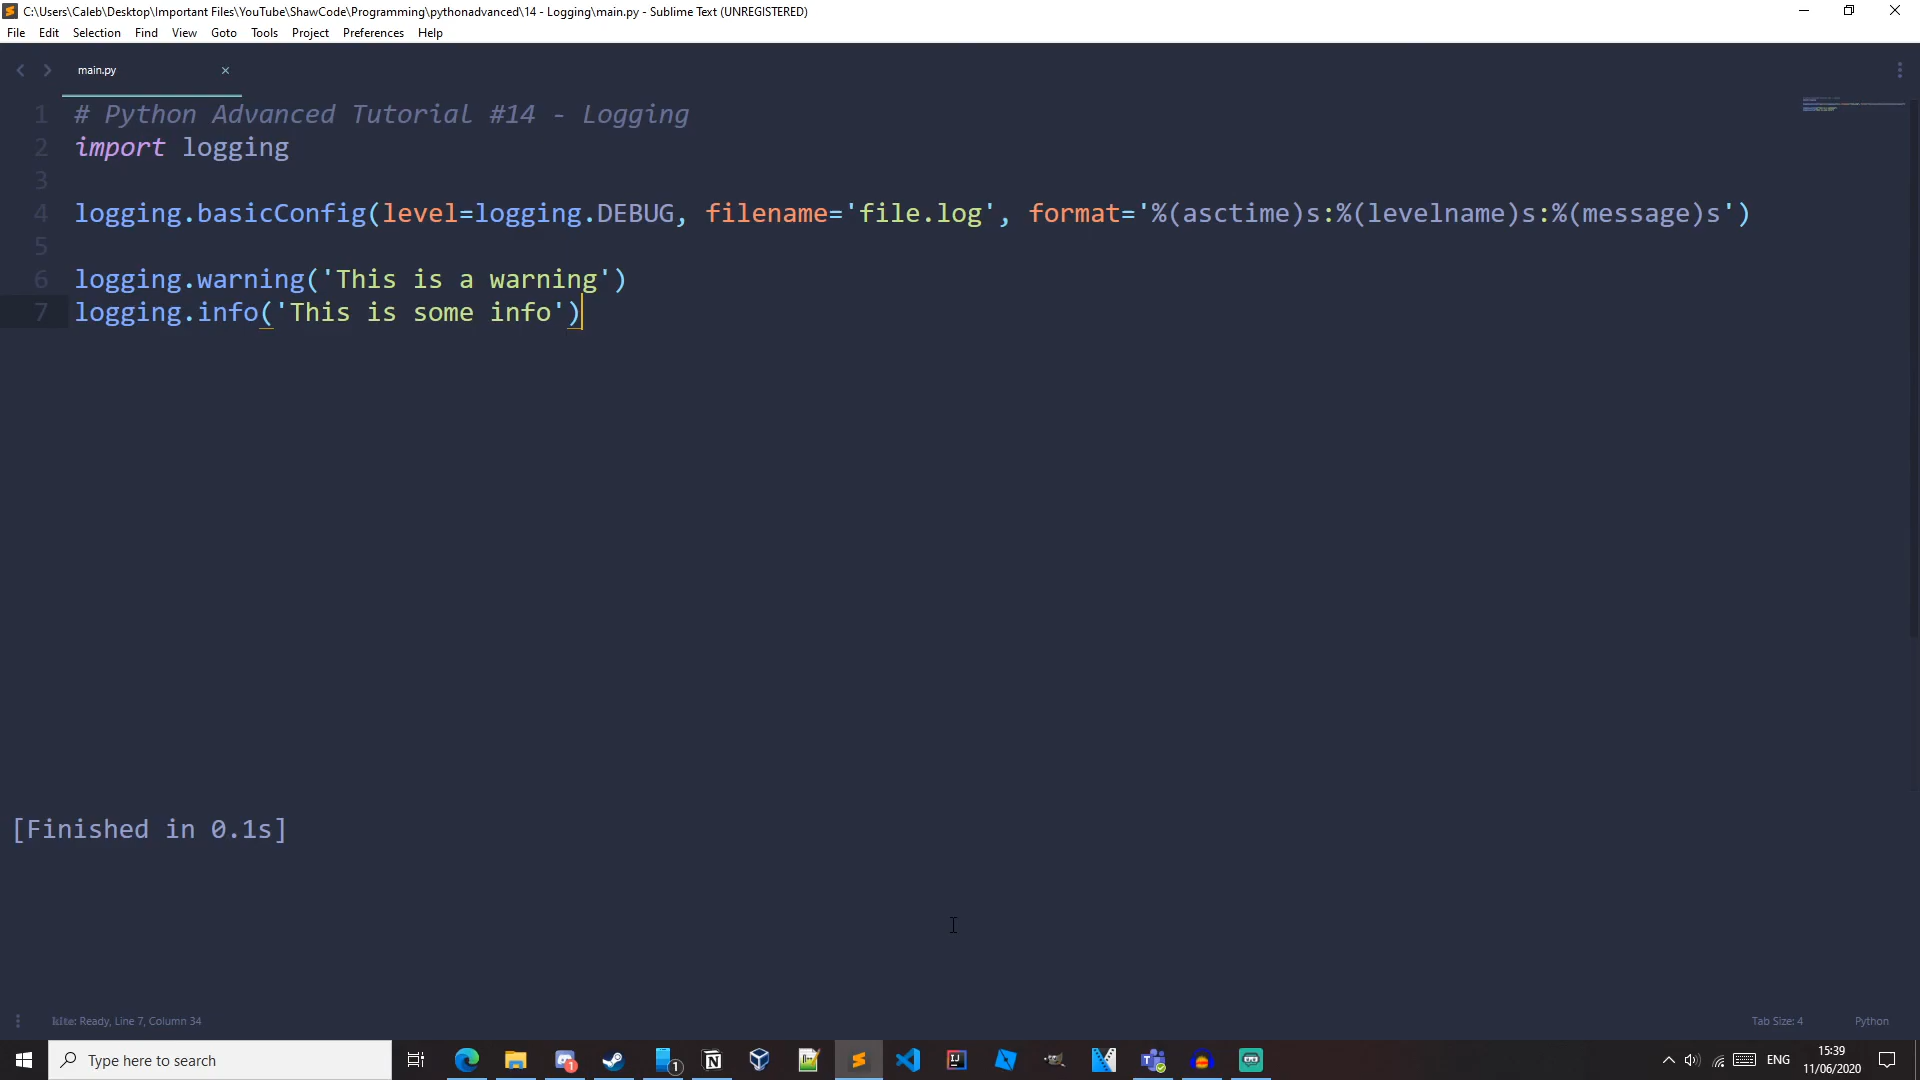 C:\Users\Caleb\Desktop\Important Files\YouTube\ShawCode\Programming\pythonadvanced\14 - Logging\main.py - Sublime Text (UNREGISTERED)
File Edit Selection Find View Goto Tools Project Preferences Help
main.py
1 # Python Advanced Tutorial #14 - Logging
2 import logging
3
4 logging.basicConfig(level=logging.DEBUG, filename='file.log', format='%(asctime)s:%(levelname)s:%(message)s')
5
6 logging.warning('This is a warning')
7 logging.info('This is some info')
[Finished in 0.1s]
kite: Ready, Line 7, Column 34
Tab Size: 4 Python
Type here to search
1
1
ENG
15:39
11/06/2020